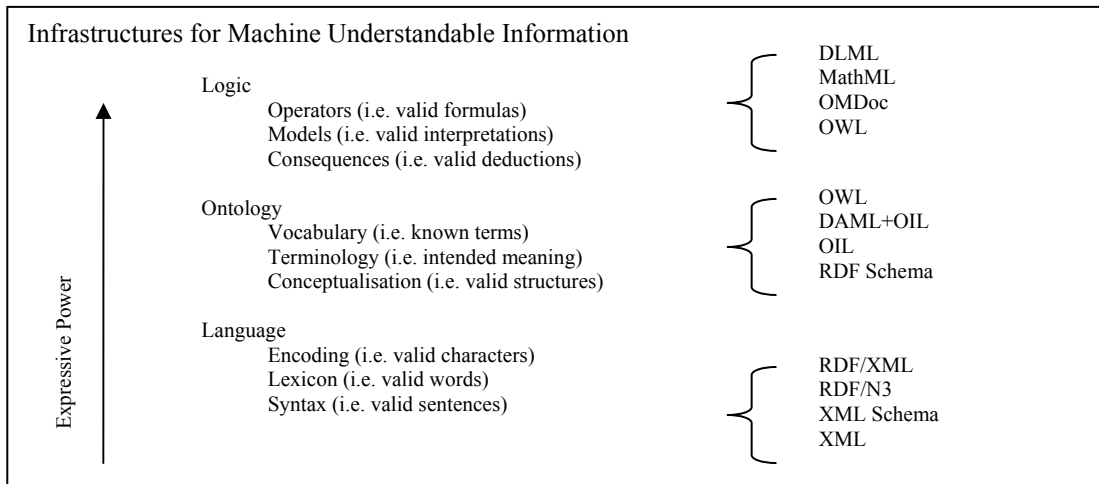 Infrastructures for Machine Understandable Information
Logic
Operators (i.e. valid formulas)
Models (i.e. valid interpretations)
Consequences (i.e. valid deductions)
DLML
MathML
OMDoc
OWL
Ontology
Vocabulary (i.e. known terms)
Terminology (i.e. intended meaning)
Conceptualisation (i.e. valid structures)
OWL
DAML+OIL
OIL
RDF Schema
Language
Encoding (i.e. valid characters)
Lexicon (i.e. valid words)
Syntax (i.e. valid sentences)
RDF/XML
RDF/N3
XML Schema
XML
Expressive Power